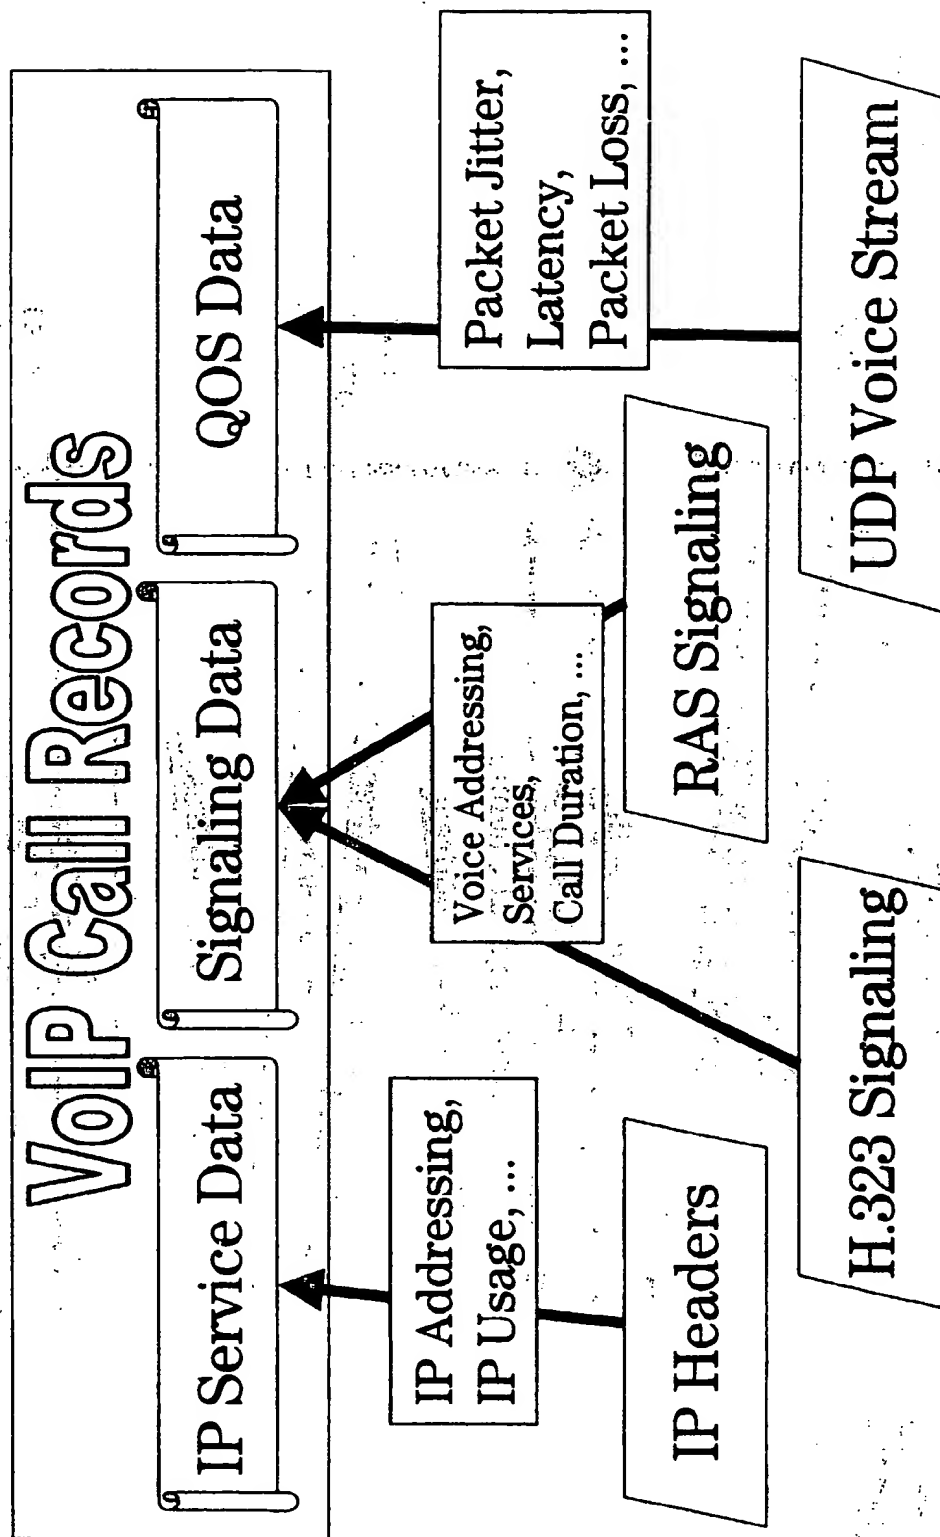 VoIP Call Records
IP Service Data
Signaling Data
QOS Data
IP Addressing,
IP Usage, ...
Voice Addressing,
Services,
Call Duration, ...
Packet Jitter,
Latency,
Packet Loss, ...
IP Headers
RAS Signaling
H.323 Signaling
UDP Voice Stream